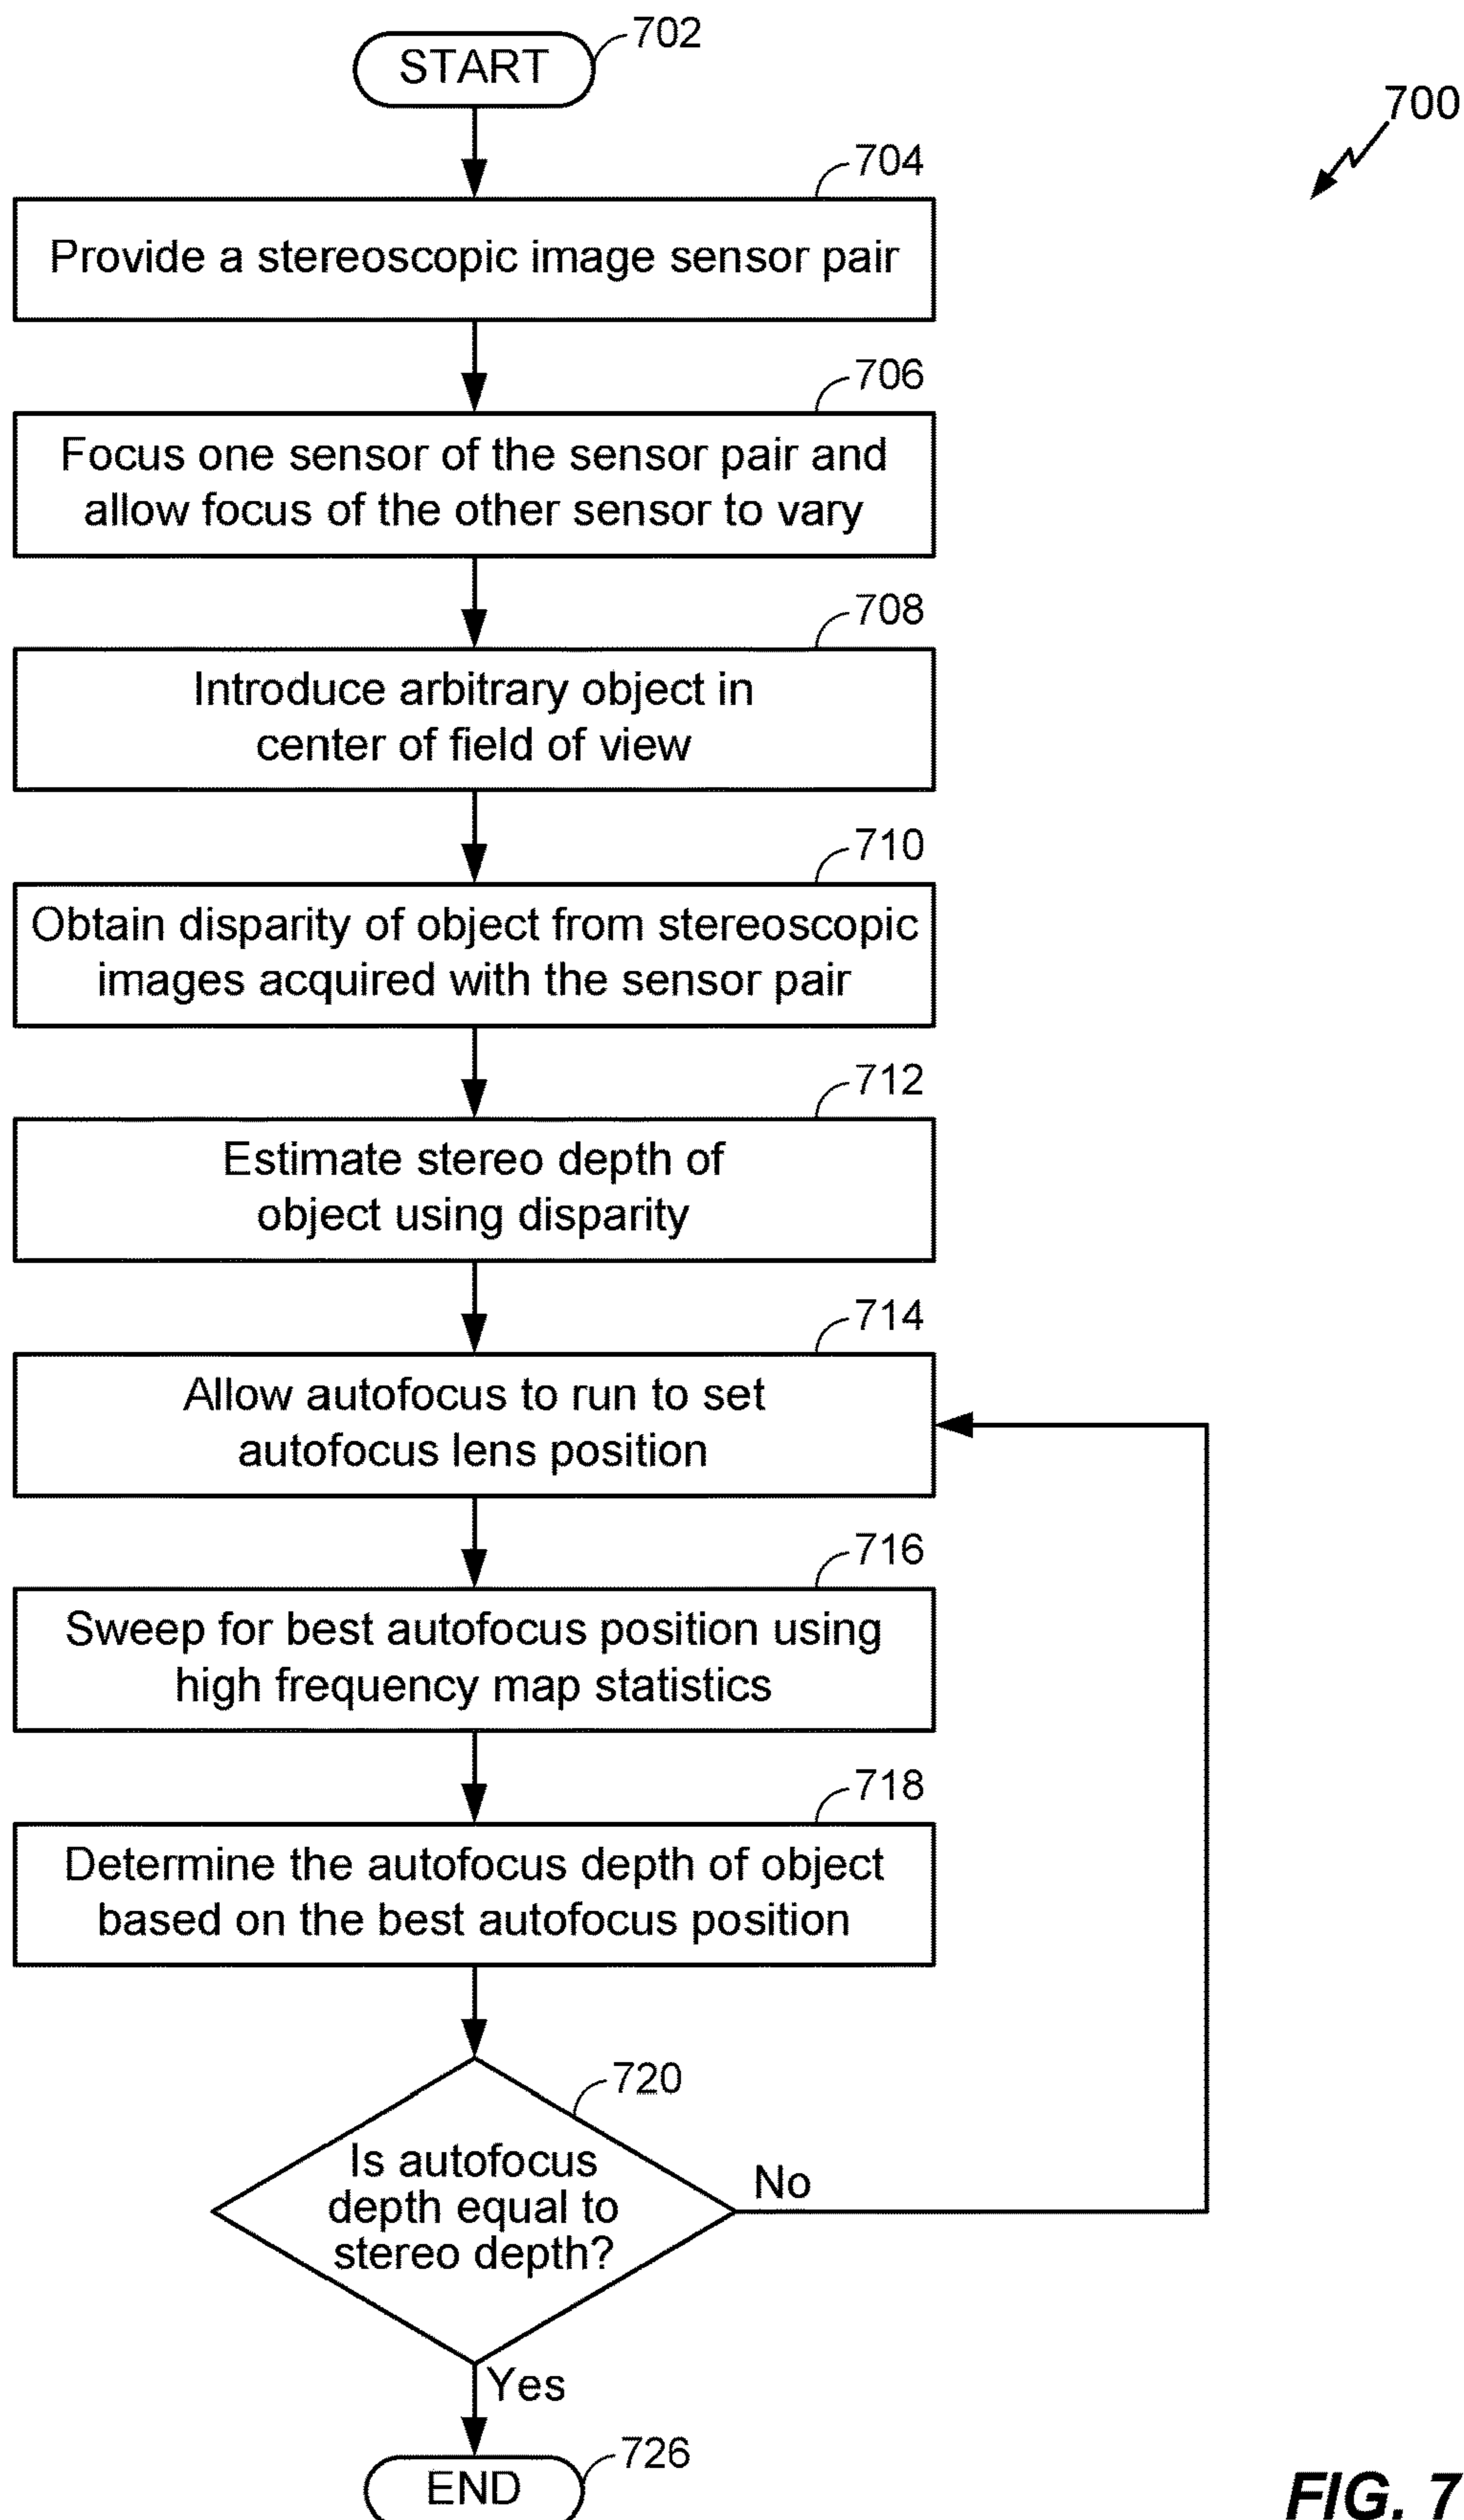 702
START
700
704
Provide a stereoscopic image sensor pair
706
Focus one sensor of the sensor pair and
allow focus of the other sensor to vary
708
Introduce arbitrary object in
center of field of view
710
Obtain disparity of object from stereoscopic
images acquired with the sensor pair
712
Estimate stereo depth of
object using disparity
714
Allow autofocus to run to set
autofocus lens position
716
Sweep for best autofocus position using
high frequency map statistics
718
Determine the autofocus depth of object
based on the best autofocus position
720
Is autofocus
depth equal to
stereo depth?
No
Yes
726
END
FIG. 7